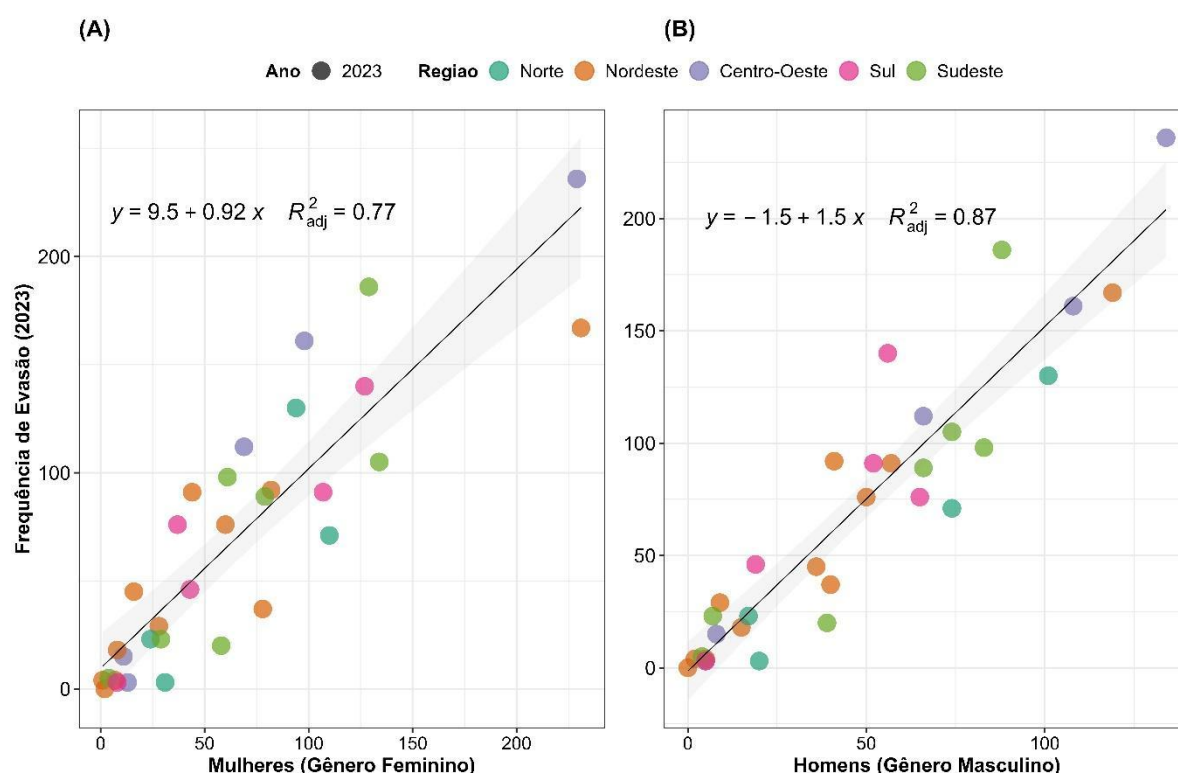 (A) (B)
Ano 2023 Regiao Norte Nordeste Centro-Oeste Sul Sudeste
y = 9.5 + 0.92 x R²adj = 0.77
y = − 1.5 + 1.5 x R²adj = 0.87
Frequência de Evasão (2023)
200
100
0
200
150
100
50
0
0 50 100 150 200
0 50 100
Mulheres (Gênero Feminino)
Homens (Gênero Masculino)